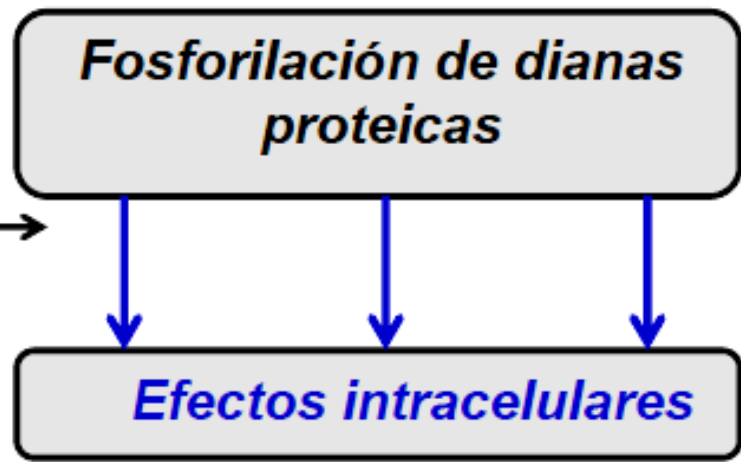 Fosforilación de dianas
proteicas
Efectos intracelulares